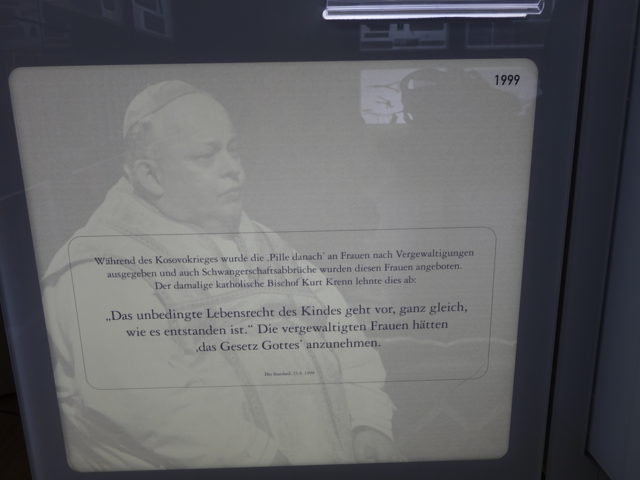 1999
Während des Kosovokrieges wurde die ‚Pille danach' an Frauen nach Vergewaltigungen
ausgegeben und auch Schwangerschaftsabbrüche wurden diesen Frauen angeboten.
Der damalige katholische Bischof Kurt Krenn lehnte dies ab:
„Das unbedingte Lebensrecht des Kindes geht vor, ganz gleich,
wie es entstanden ist.“ Die vergewaltigten Frauen hätten
‚das Gesetz Gottes' anzunehmen.
Der Standard,